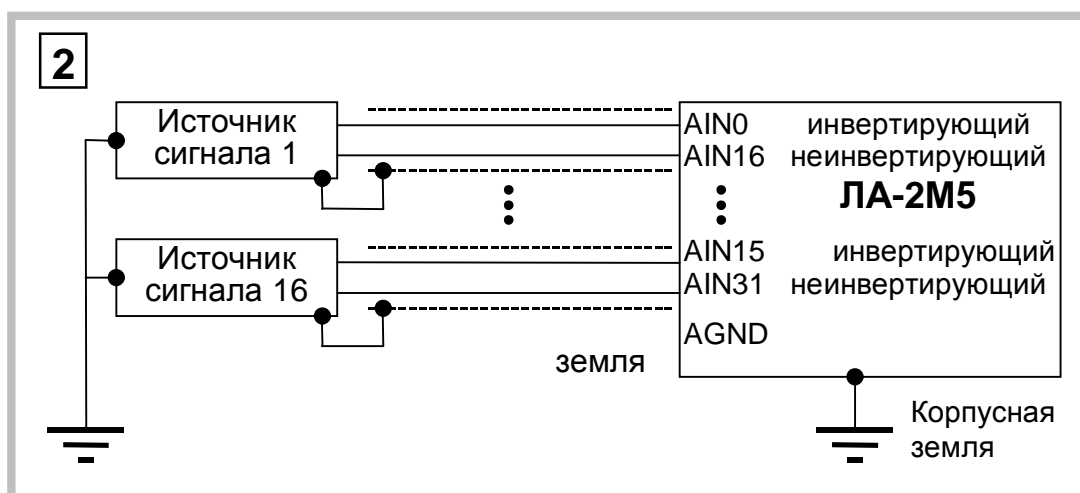 2
Источник
сигнала 1
AIN0 инвертирующий
AIN16 неинвертирующий
ЛА-2М5
Источник
сигнала 16
AIN15 инвертирующий
AIN31 неинвертирующий
AGND
земля
Корпусная
земля